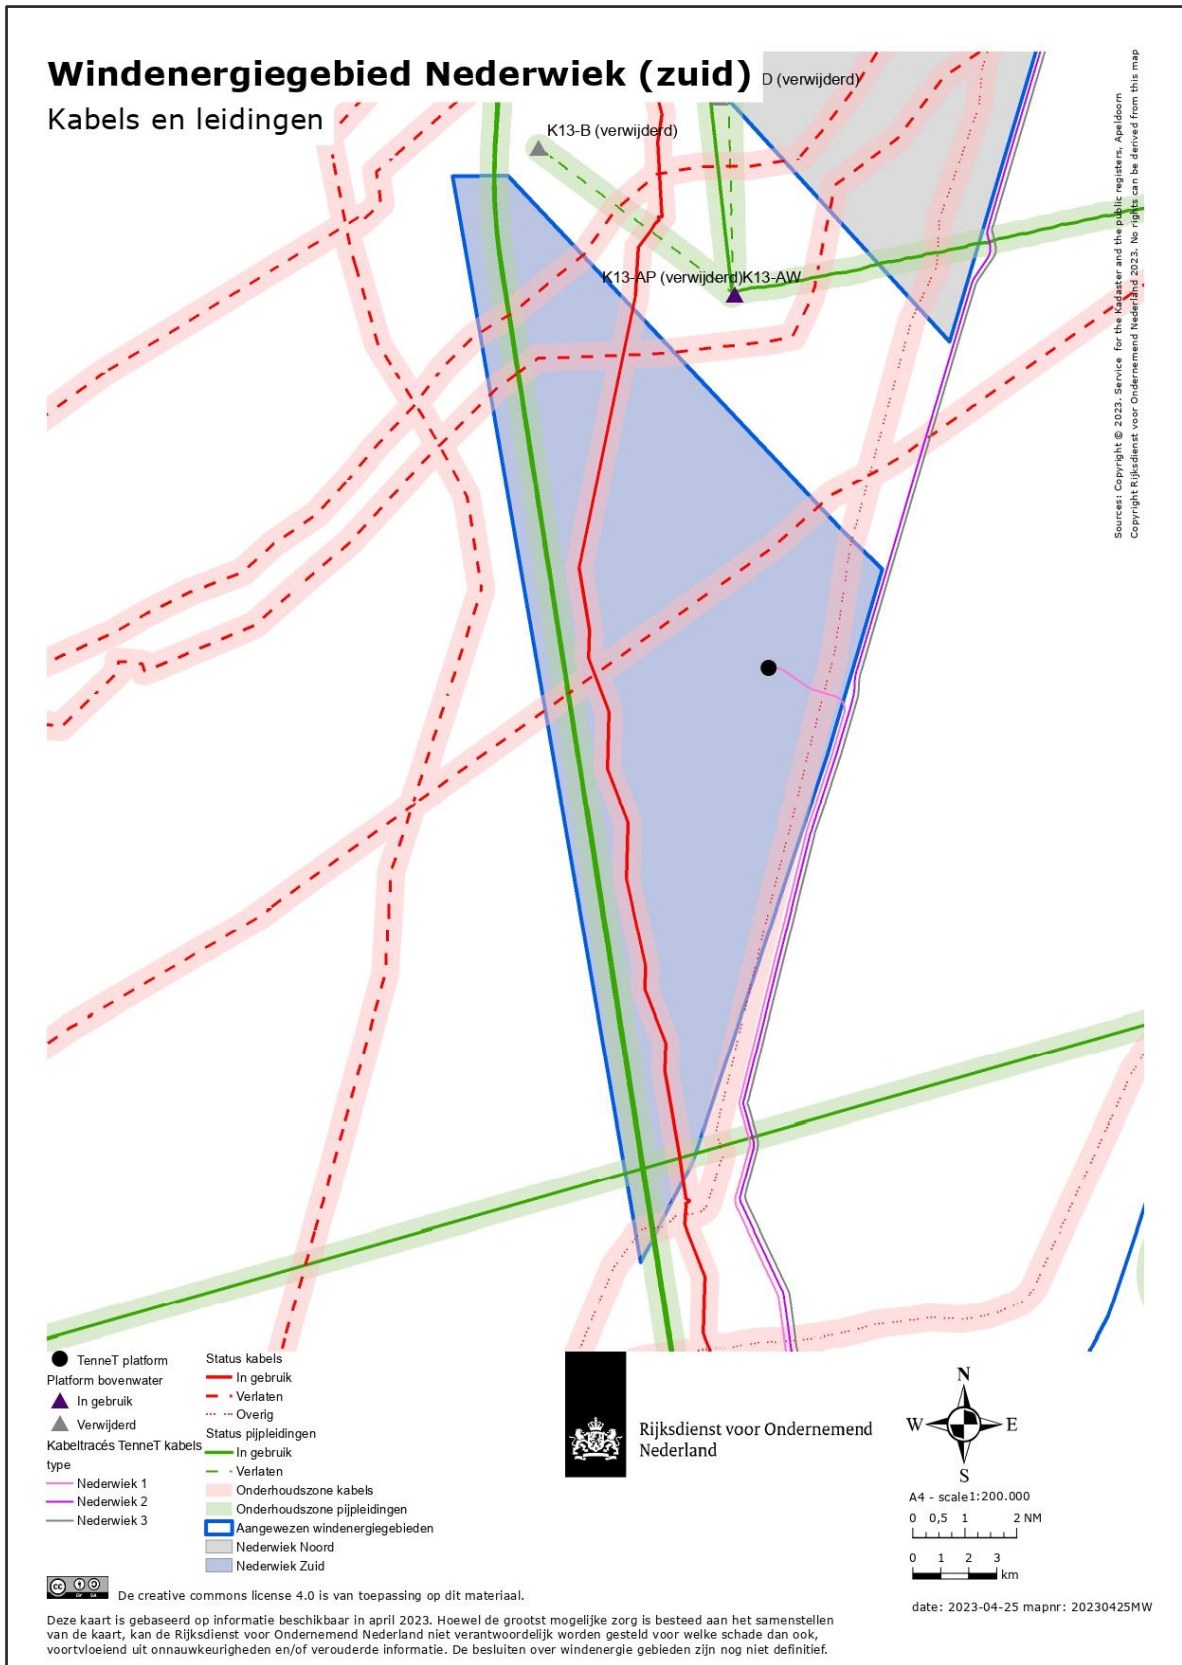 Windenergiegebied Nederwiek (zuid)
Kabels en leidingen
D (verwijderd)
K13-B (verwijderd)
K13-AP (verwijderd)K13-AW
Sources: Copyright © 2023. Service for the Kadaster and the public registers, Apeldoorn
Copyright Rijksdienst voor Ondernemend Nederland 2023. No rights can be derived from this map
TenneT platform
Platform bovenwater
In gebruik
Verwijderd
Kabeltracés TenneT kabels
type
Nederwiek 1
Nederwiek 2
Nederwiek 3
Status kabels
In gebruik
Verlaten
Overig
Status pijpleidingen
In gebruik
Verlaten
Onderhoudszone kabels
Onderhoudszone pijpleidingen
Aangewezen windenergiegebieden
Nederwiek Noord
Nederwiek Zuid
Rijksdienst voor Ondernemend
Nederland
N
W E
S
A4 - scale1:200.000
0 0,5 1 2 NM
0 1 2 3
km
date: 2023-04-25 mapnr: 20230425MW
cc BY SA
De creative commons license 4.0 is van toepassing op dit materiaal.
Deze kaart is gebaseerd op informatie beschikbaar in april 2023. Hoewel de grootst mogelijke zorg is besteed aan het samenstellen
van de kaart, kan de Rijksdienst voor Ondernemend Nederland niet verantwoordelijk worden gesteld voor welke schade dan ook,
voortvloeiend uit onnauwkeurigheden en/of verouderde informatie. De besluiten over windenergie gebieden zijn nog niet definitief.